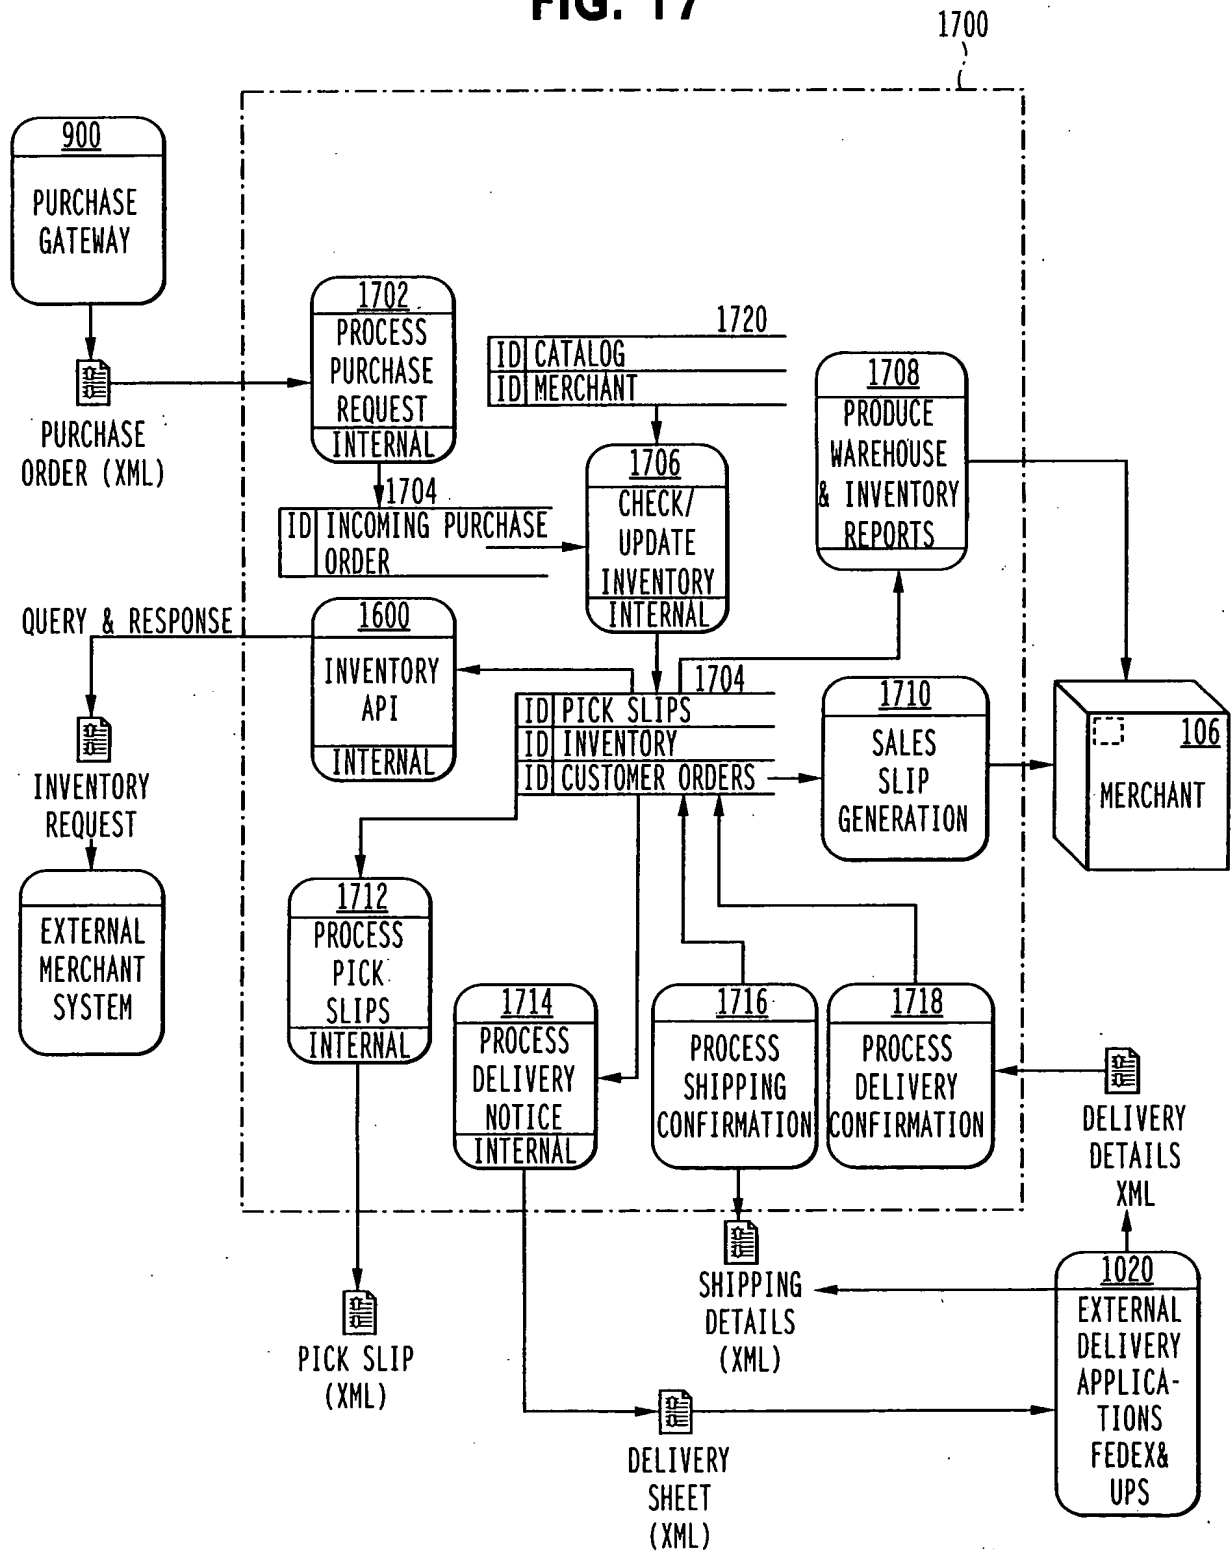 FIG. 17
1700
900
PURCHASE
GATEWAY
PURCHASE
ORDER (XML)
1702
PROCESS
PURCHASE
REQUEST
INTERNAL
1720
ID CATALOG
ID MERCHANT
1704
ID INCOMING PURCHASE
ORDER
1706
CHECK/
UPDATE
INVENTORY
INTERNAL
1708
PRODUCE
WAREHOUSE
& INVENTORY
REPORTS
QUERY & RESPONSE
1600
INVENTORY
API
INTERNAL
1704
ID PICK SLIPS
ID INVENTORY
ID CUSTOMER ORDERS
1710
SALES
SLIP
GENERATION
106
MERCHANT
INVENTORY
REQUEST
EXTERNAL
MERCHANT
SYSTEM
1712
PROCESS
PICK
SLIPS
INTERNAL
1714
PROCESS
DELIVERY
NOTICE
INTERNAL
1716
PROCESS
SHIPPING
CONFIRMATION
1718
PROCESS
DELIVERY
CONFIRMATION
DELIVERY
DETAILS
XML
PICK SLIP
(XML)
SHIPPING
DETAILS
(XML)
DELIVERY
SHEET
(XML)
1020
EXTERNAL
DELIVERY
APPLICA-
TIONS
FEDEX&
UPS